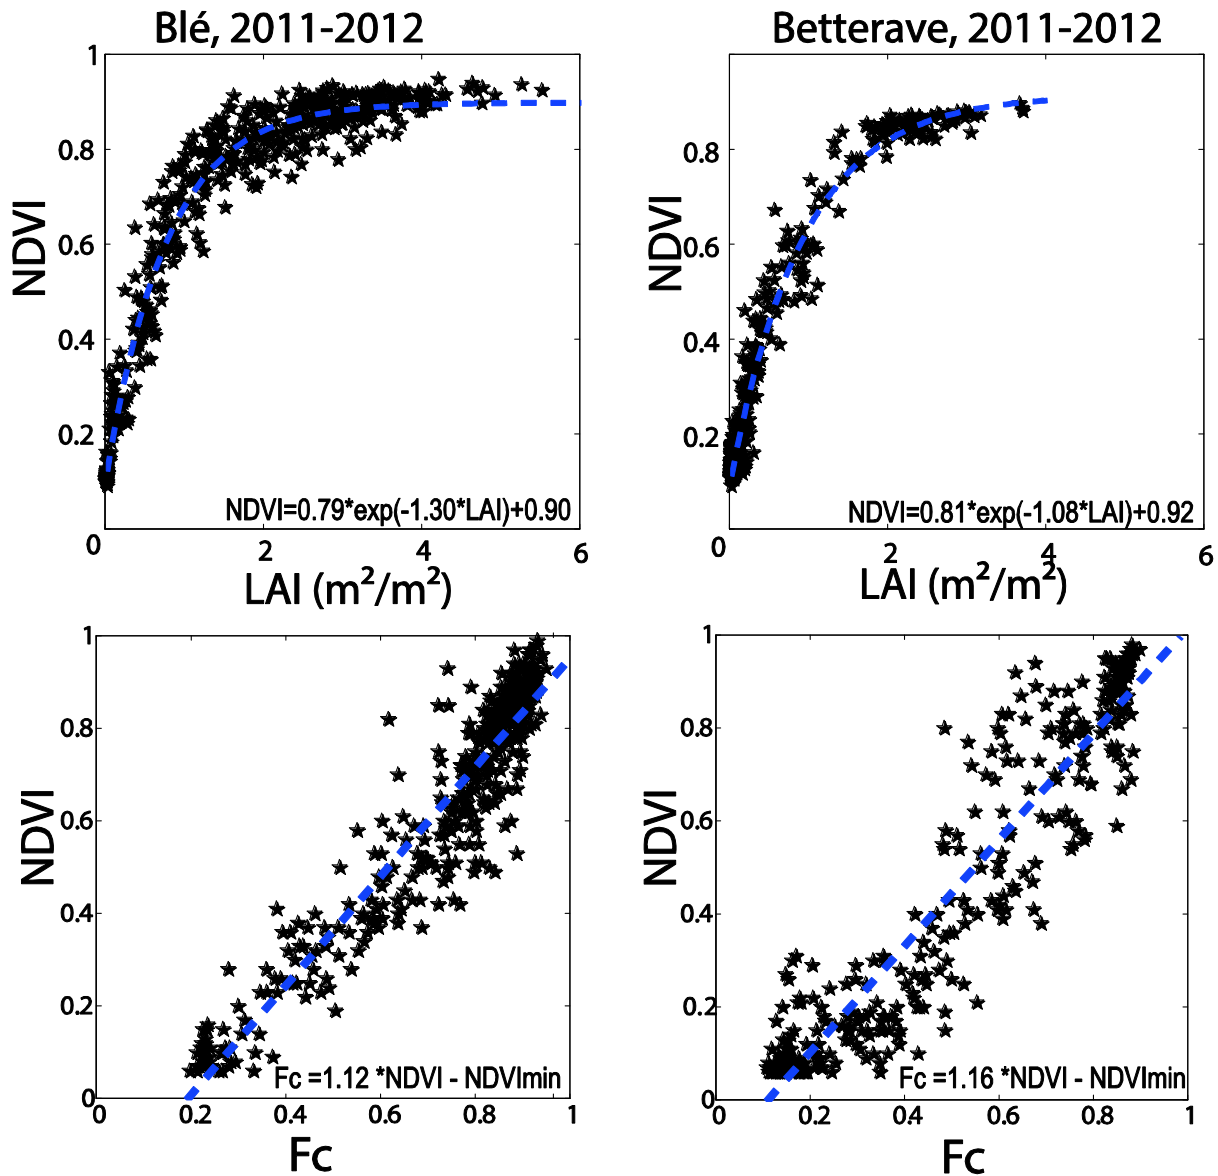 Blé, 2011-2012
1
0.8
0.6
0.4
0.2
NDVI
NDVI=0.79*exp(-1.30*LAI)+0.90
0 2 4 6
LAI (m²/m²)
Betterave, 2011-2012
1
0.8
0.6
0.4
0.2
NDVI
NDVI=0.81*exp(-1.08*LAI)+0.92
0 2 4 6
LAI (m²/m²)
1
0.8
0.6
0.4
0.2
0
NDVI
Fc =1.12 *NDVI - NDVImin
0 0.2 0.4 0.6 0.8 1
Fc
1
0.8
0.6
0.4
0.2
0
NDVI
Fc =1.16 *NDVI - NDVImin
0.2 0.4 0.6 0.8 1
Fc